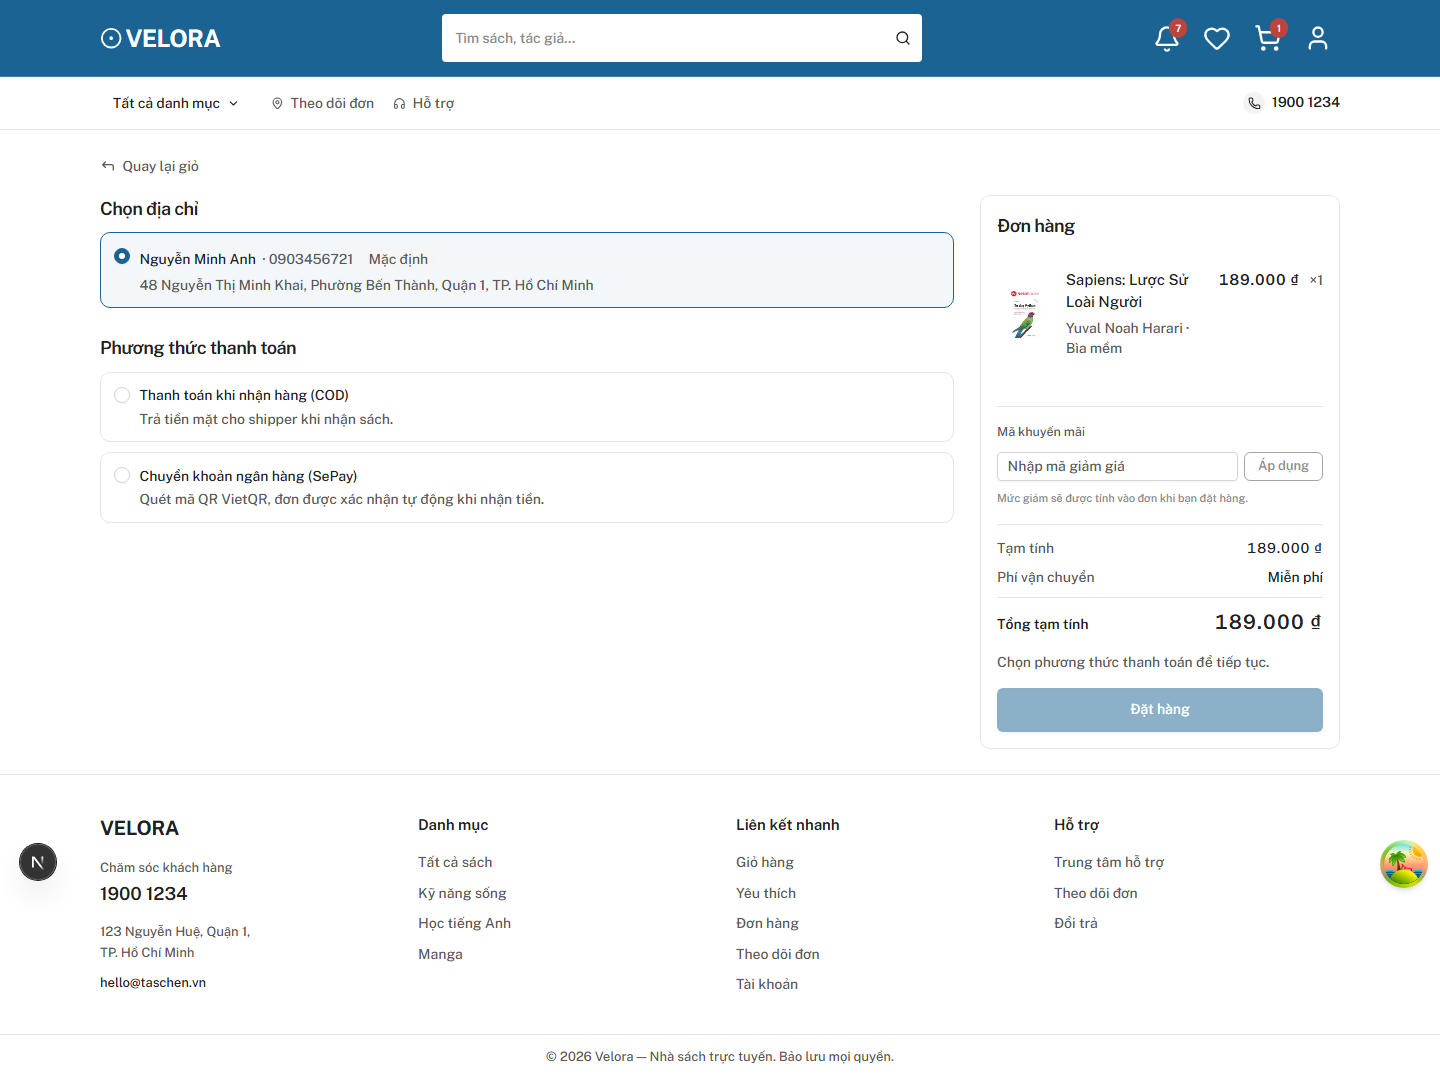 VELORA
Tìm sách, tác giả...
7
1
Tất cả danh mục
Theo dõi đơn
Hỗ trợ
1900 1234
Quay lại giỏ
Chọn địa chỉ
Nguyễn Minh Anh · 0903456721 Mặc định
48 Nguyễn Thị Minh Khai, Phường Bến Thành, Quận 1, TP. Hồ Chí Minh
Phương thức thanh toán
Thanh toán khi nhận hàng (COD)
Trả tiền mặt cho shipper khi nhận sách.
Chuyển khoản ngân hàng (SePay)
Quét mã QR VietQR, đơn được xác nhận tự động khi nhận tiền.
Đơn hàng
Sapiens: Lược Sử
Loài Người
189.000 ₫ ×1
Yuval Noah Harari ·
Bìa mềm
Mã khuyến mãi
Nhập mã giảm giá
Áp dụng
Mức giảm sẽ được tính vào đơn khi bạn đặt hàng.
Tạm tính 189.000 ₫
Phí vận chuyển Miễn phí
Tổng tạm tính 189.000 ₫
Chọn phương thức thanh toán để tiếp tục.
Đặt hàng
VELORA
Chăm sóc khách hàng
1900 1234
123 Nguyễn Huệ, Quận 1,
TP. Hồ Chí Minh
hello@taschen.vn
Danh mục
Tất cả sách
Kỹ năng sống
Học tiếng Anh
Manga
Liên kết nhanh
Giỏ hàng
Yêu thích
Đơn hàng
Theo dõi đơn
Tài khoản
Hỗ trợ
Trung tâm hỗ trợ
Theo dõi đơn
Đổi trả
N
© 2026 Velora — Nhà sách trực tuyến. Bảo lưu mọi quyền.